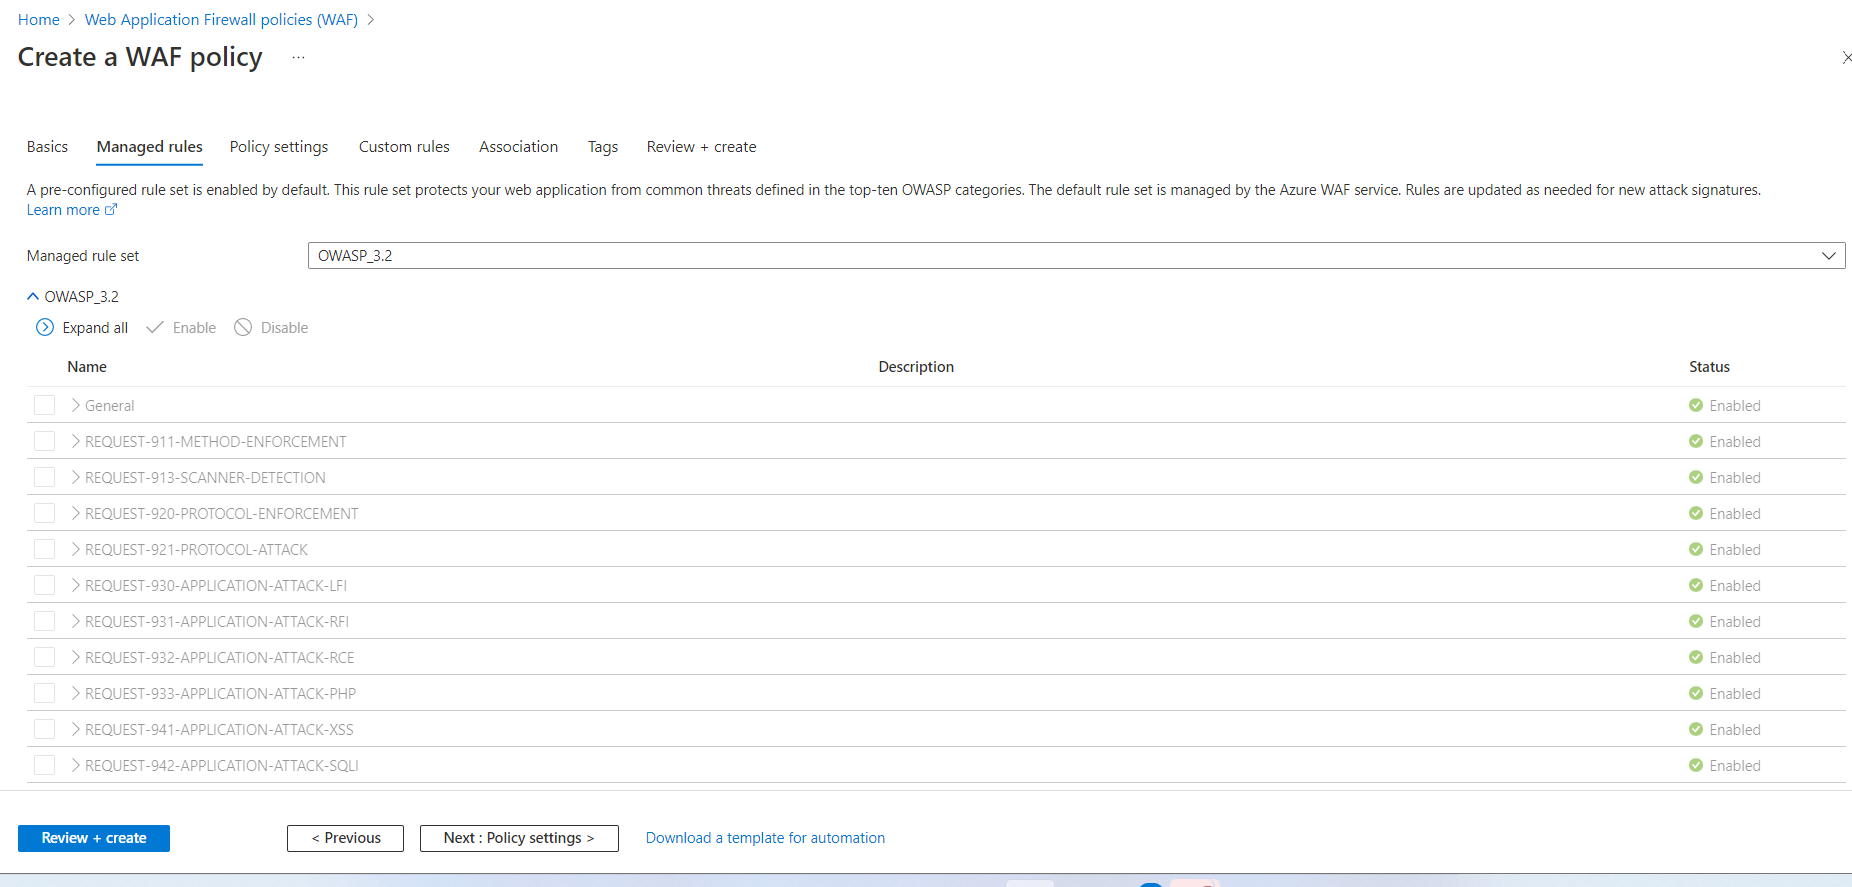 Home > Web Application Firewall policies (WAF) >
Create a WAF policy ...
Basics Managed rules Policy settings Custom rules Association Tags Review + create
A pre-configured rule set is enabled by default. This rule set protects your web application from common threats defined in the top-ten OWASP categories. The default rule set is managed by the Azure WAF service. Rules are updated as needed for new attack signatures.
Learn more
Managed rule set OWASP_3.2
OWASP_3.2
Expand all Enable Disable
Name Description Status
General Enabled
REQUEST-911-METHOD-ENFORCEMENT Enabled
REQUEST-913-SCANNER-DETECTION Enabled
REQUEST-920-PROTOCOL-ENFORCEMENT Enabled
REQUEST-921-PROTOCOL-ATTACK Enabled
REQUEST-930-APPLICATION-ATTACK-LFI Enabled
REQUEST-931-APPLICATION-ATTACK-RFI Enabled
REQUEST-932-APPLICATION-ATTACK-RCE Enabled
REQUEST-933-APPLICATION-ATTACK-PHP Enabled
REQUEST-941-APPLICATION-ATTACK-XSS Enabled
REQUEST-942-APPLICATION-ATTACK-SQLI Enabled
Review + create < Previous Next : Policy settings > Download a template for automation